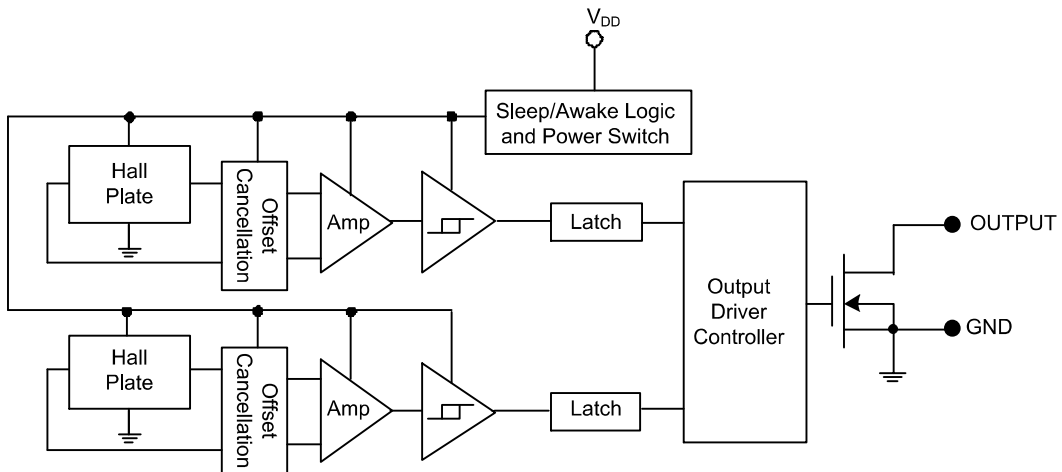 VDD
Sleep/Awake Logic
and Power Switch
Hall
Plate
Offset
Cancellation
Amp
Latch
Output
Driver
Controller
OUTPUT
GND
Hall
Plate
Offset
Cancellation
Amp
Latch